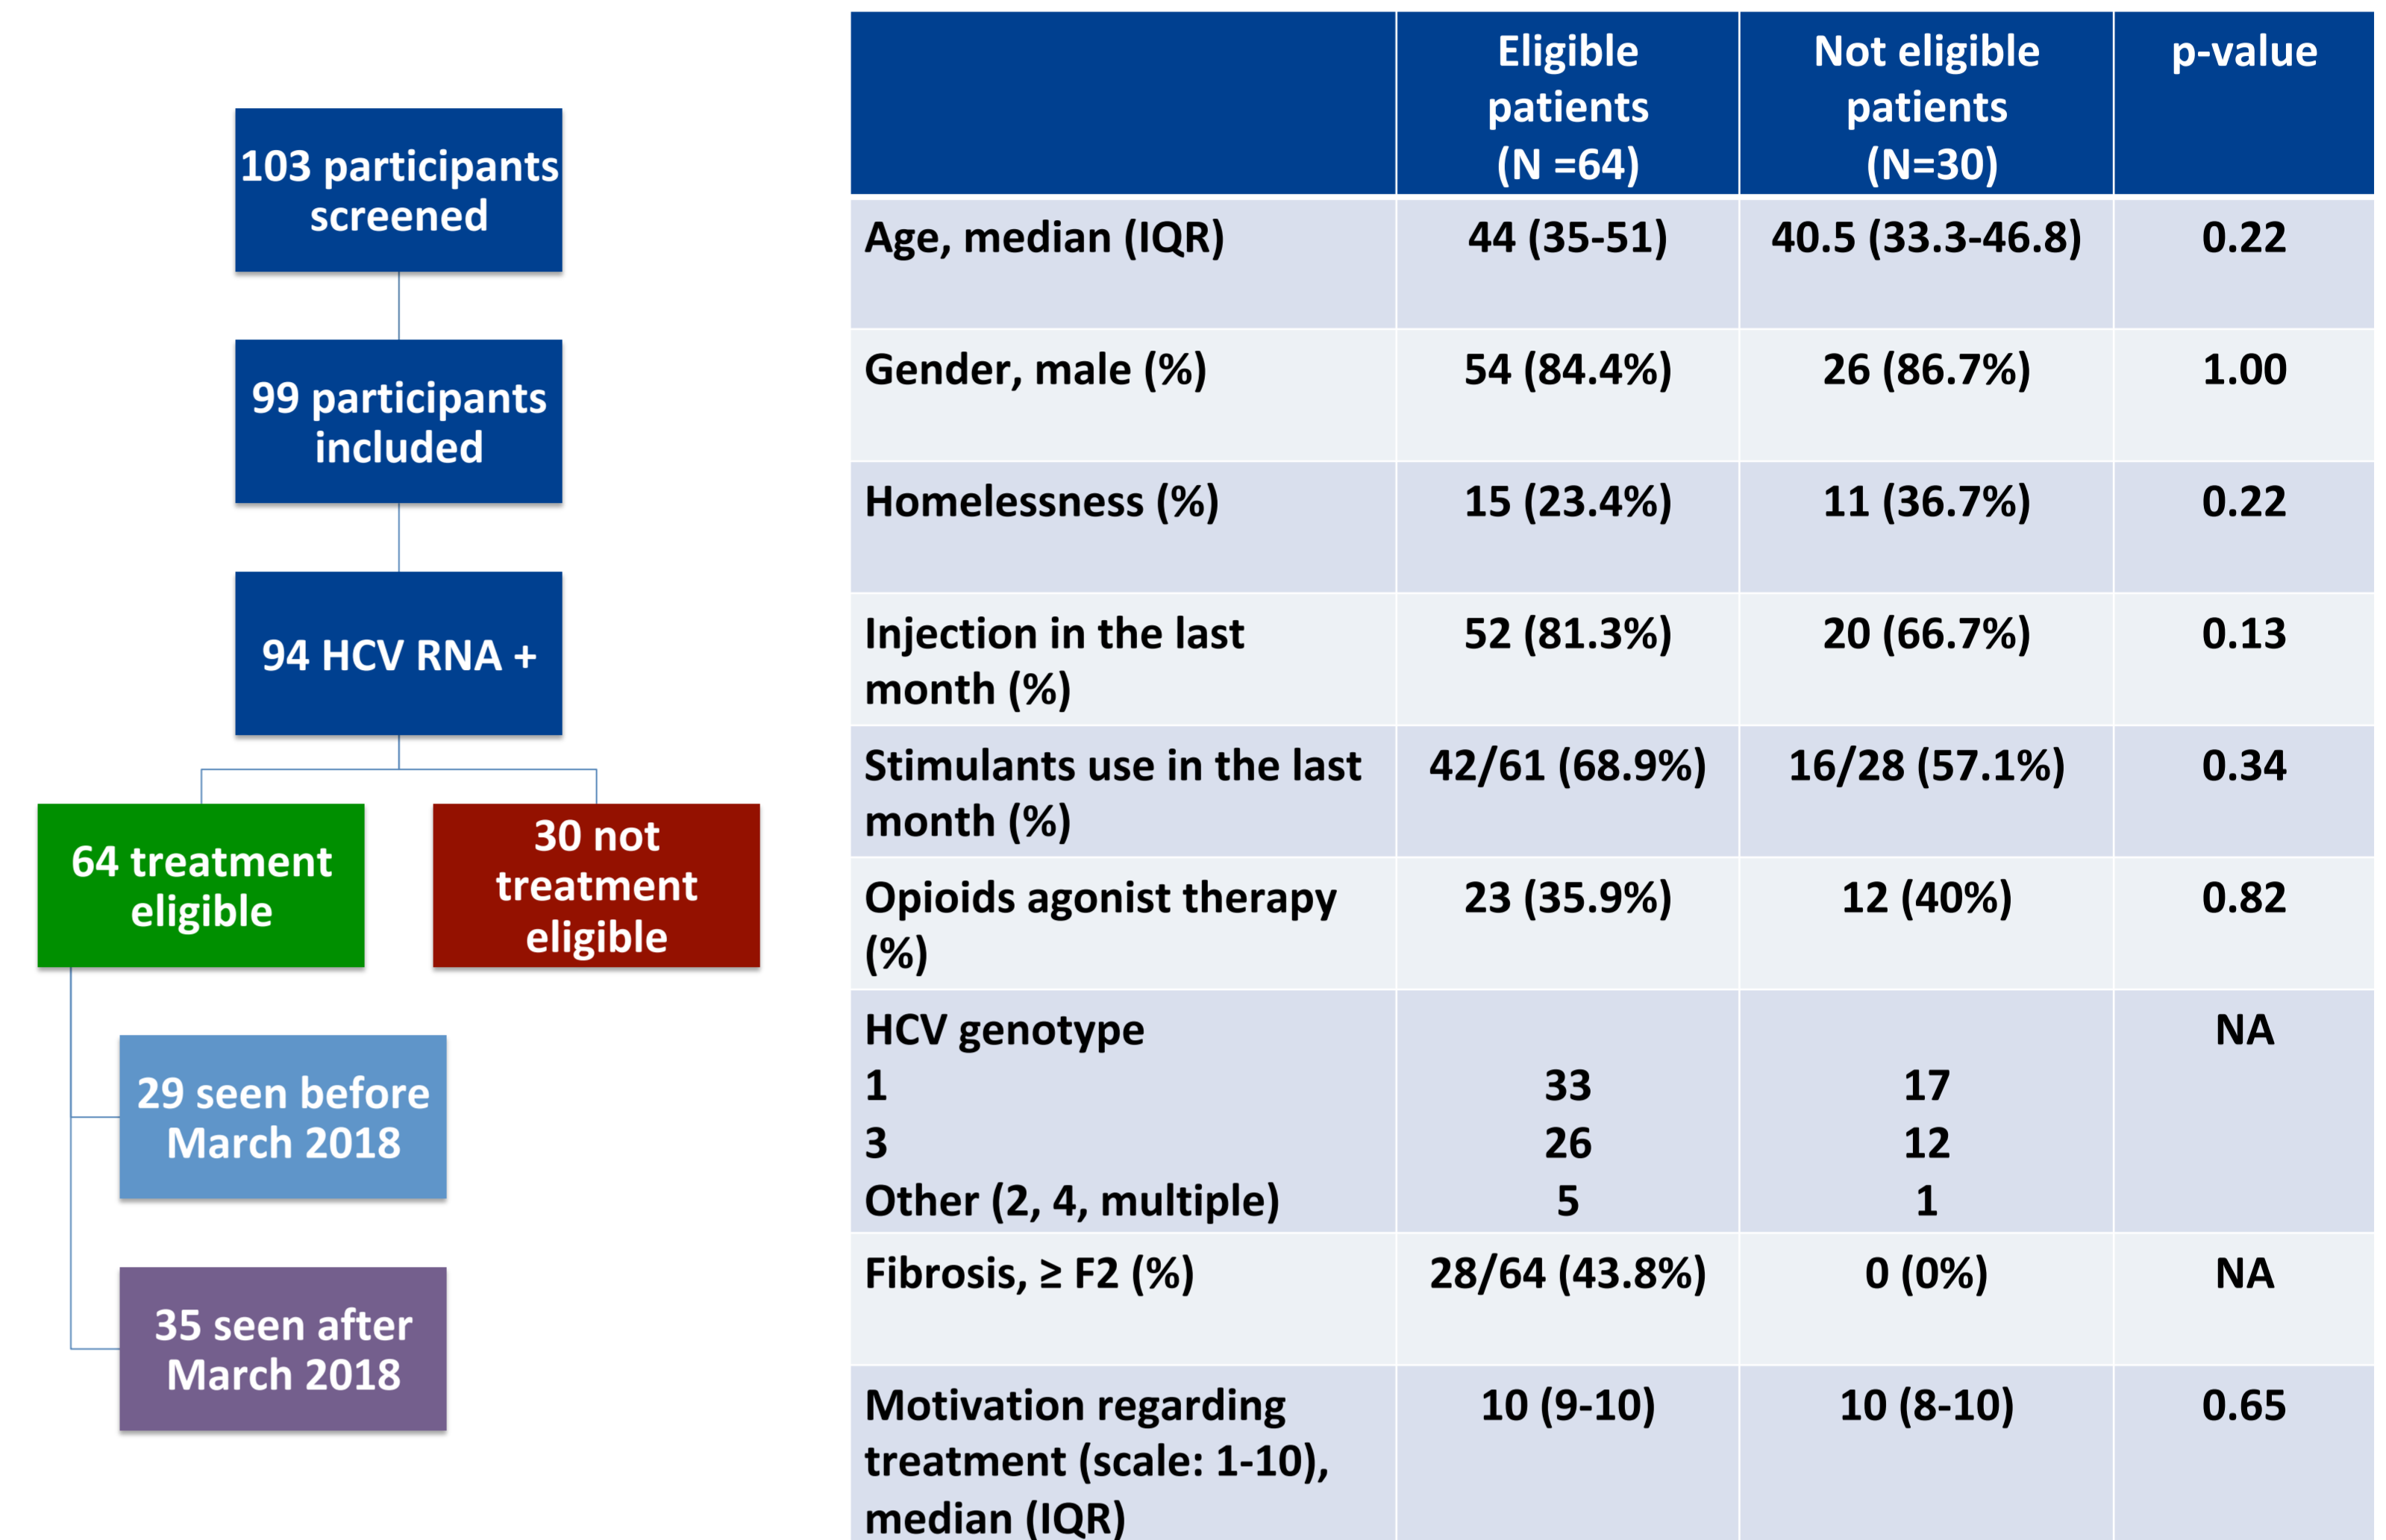 103 participants
screened
99 participants
included
94 HCV RNA +
64 treatment
eligible
30 not
treatment
eligible
29 seen before
March 2018
35 seen after
March 2018
Eligible
patients
(N =64)
Not eligible
patients
(N=30)
p-value
Age, median (IQR) 44 (35-51) 40.5 (33.3-46.8) 0.22
Gender, male (%) 54 (84.4%) 26 (86.7%) 1.00
Homelessness (%) 15 (23.4%) 11 (36.7%) 0.22
Injection in the last 52 (81.3%) 20 (66.7%) 0.13
month (%)
Stimulants use in the last 42/61 (68.9%) 16/28 (57.1%) 0.34
month (%)
Opioids agonist therapy 23 (35.9%) 12 (40%) 0.82
(%)
HCV genotype NA
1 33 17
3 26 12
Other (2, 4, multiple) 5 1
Fibrosis, ≥ F2 (%) 28/64 (43.8%) 0 (0%) NA
Motivation regarding 10 (9-10) 10 (8-10) 0.65
treatment (scale: 1-10),
median (IQR)